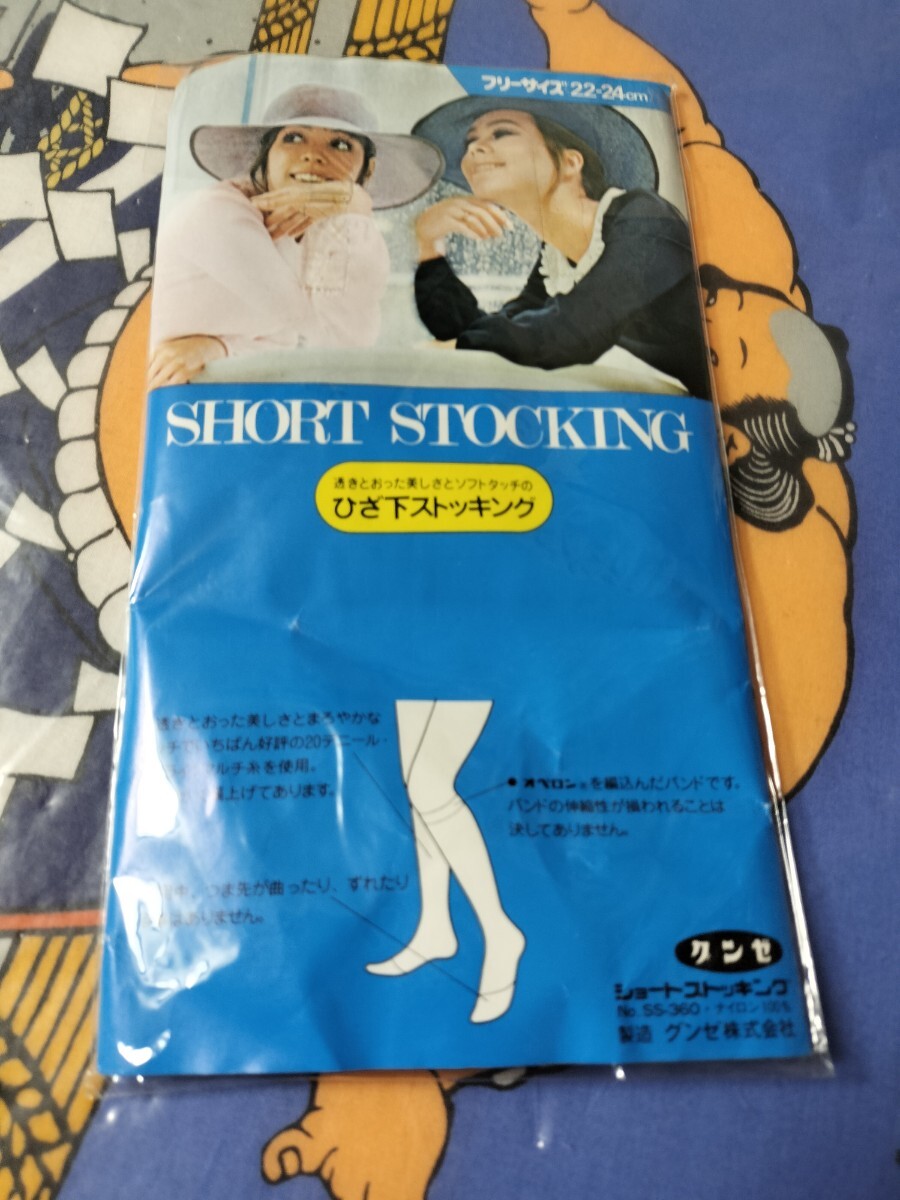 フリーサイズ 22~24cm
SHORT STOCKING
透きとおった美しさとソフトタッチの
ひざ下ストッキング
透きとおった美しさとまろやかな
チでいちばん好評の20デニール・
マルチ糸を使用。
上げてあります。
●オペロン®を編込んだバンドです。
バンドの伸縮性が損われることは
決してありません。
つま先が曲ったり、ずれたり
はありません。
グンゼ
ショートストッキング
No. SS-360・ナイロン100%
製造 グンゼ株式会社